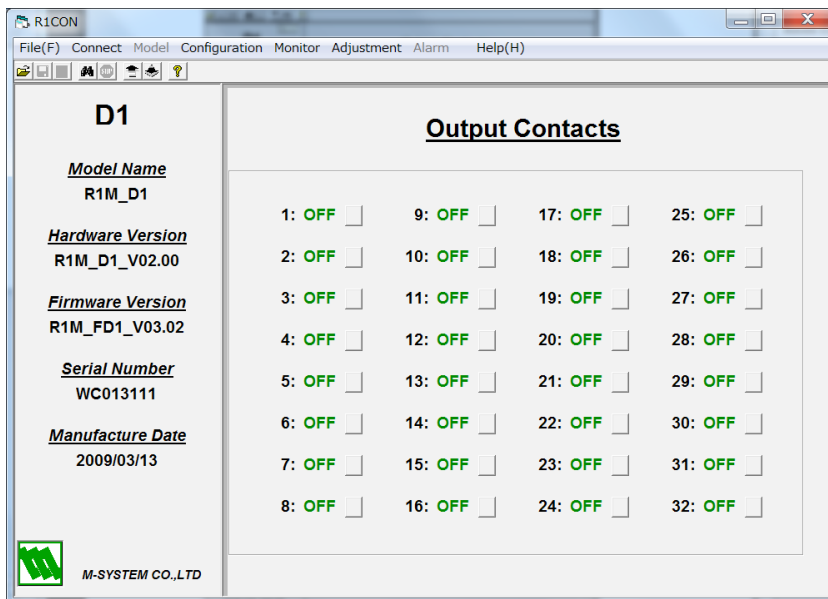 R1CON
File(F) Connect Model Configuration Monitor Adjustment Alarm Help(H)
D1
Model Name
R1M_D1
Hardware Version
R1M_D1_V02.00
Firmware Version
R1M_FD1_V03.02
Serial Number
WC013111
Manufacture Date
2009/03/13
M-SYSTEM CO.,LTD
Output Contacts
1: OFF 9: OFF 17: OFF 25: OFF
2: OFF 10: OFF 18: OFF 26: OFF
3: OFF 11: OFF 19: OFF 27: OFF
4: OFF 12: OFF 20: OFF 28: OFF
5: OFF 13: OFF 21: OFF 29: OFF
6: OFF 14: OFF 22: OFF 30: OFF
7: OFF 15: OFF 23: OFF 31: OFF
8: OFF 16: OFF 24: OFF 32: OFF